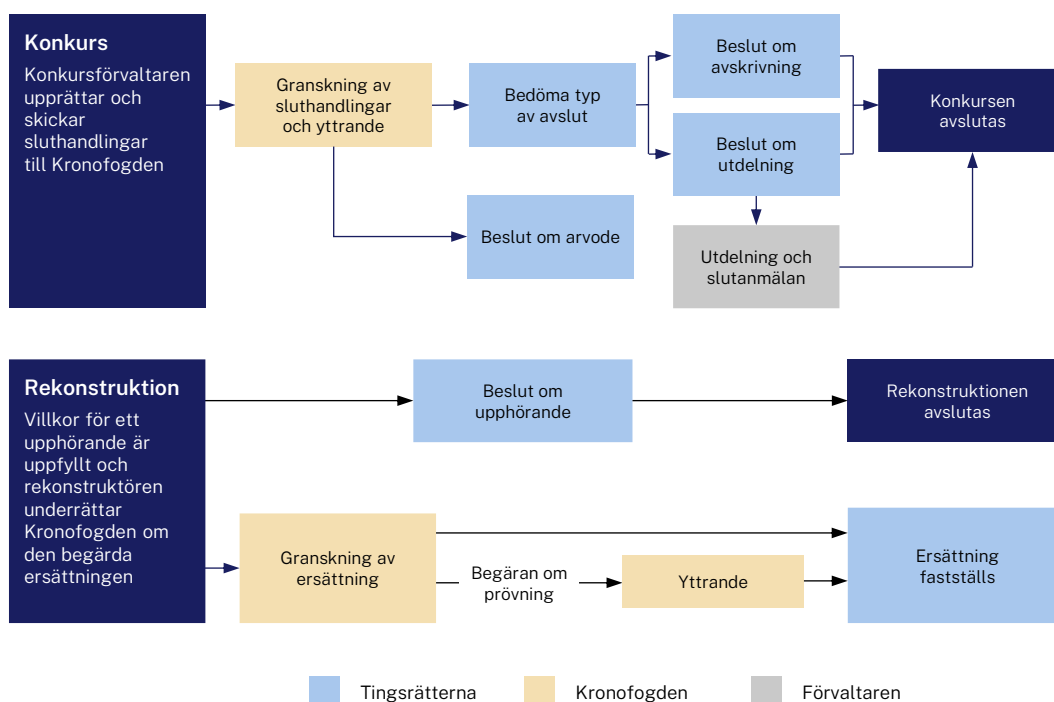 Konkurs
Konkursförvaltaren
upprättar och
skickar
sluthandlingar
till Kronofogden
Granskning av
sluthandlingar
och yttrande
Bedöma typ
av avslut
Beslut om
avskrivning
Beslut om
utdelning
Konkursen
avslutas
Beslut om arvode
Utdelning och
slutanmälan
Rekonstruktion
Villkor för ett
upphörande är
uppfyllt och
rekonstruktören
underrättar
Kronofogden om
den begärda
ersättningen
Beslut om
upphörande
Rekonstruktionen
avslutas
Granskning av
ersättning
Begäran om
prövning
Yttrande
Ersättning
fastställs
Tingsrätterna
Kronofogden
Förvaltaren